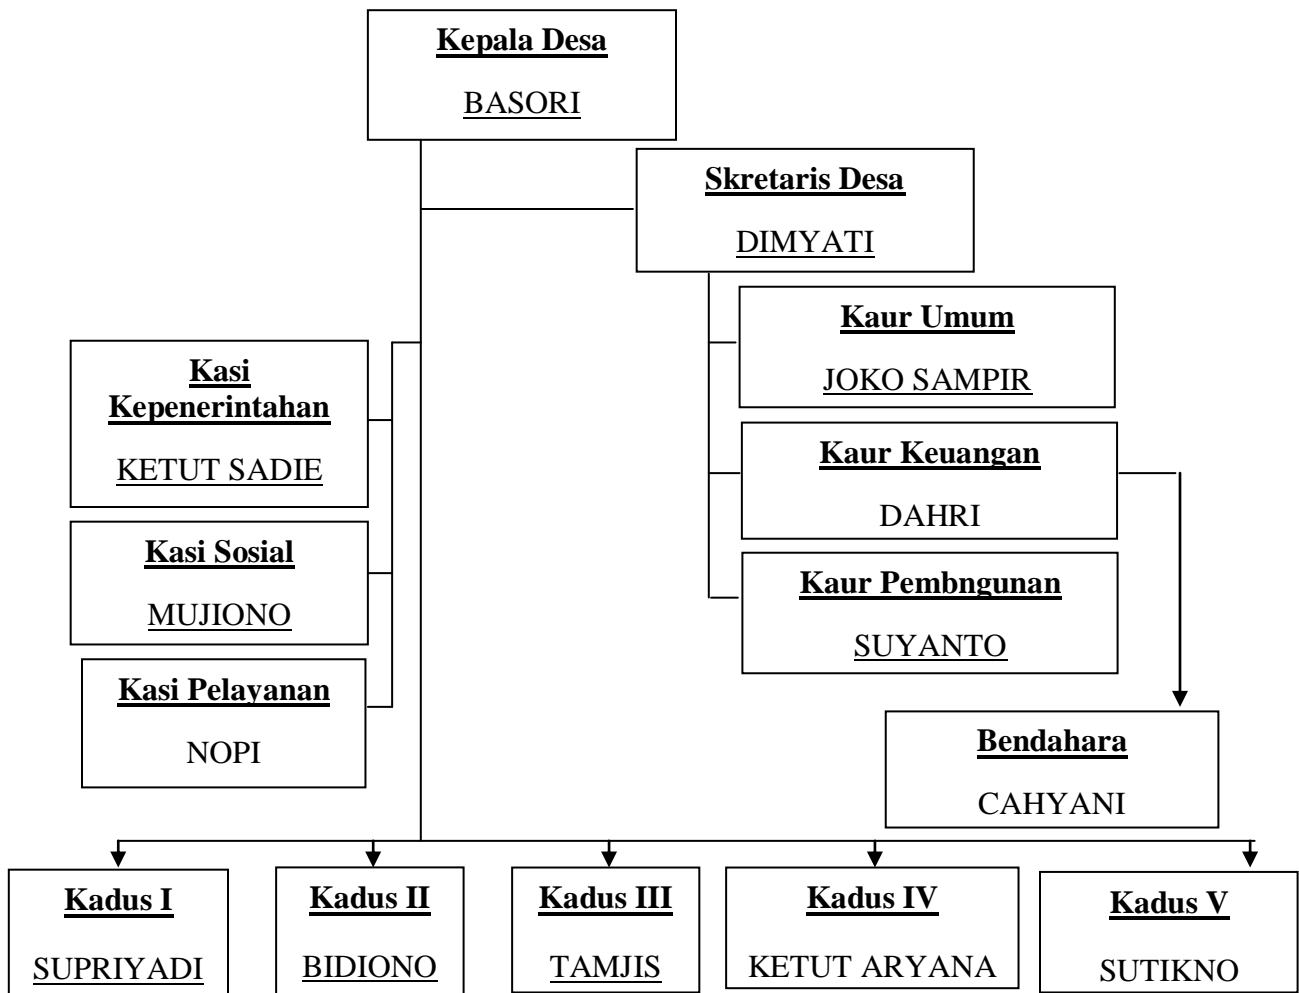 Kepala Desa
BASORI
Skretaris Desa
DIMYATI
Kaur Umum
JOKO SAMPIR
Kasi
Kepenerintahan
KETUT SADIE
Kaur Keuangan
DAHRI
Kasi Sosial
MUJIONO
Kaur Pembngunan
SUYANTO
Kasi Pelayanan
NOPI
Bendahara
CAHYANI
Kadus I
SUPRIYADI
Kadus II
BIDIONO
Kadus III
TAMJIS
Kadus IV
KETUT ARYANA
Kadus V
SUTIKNO